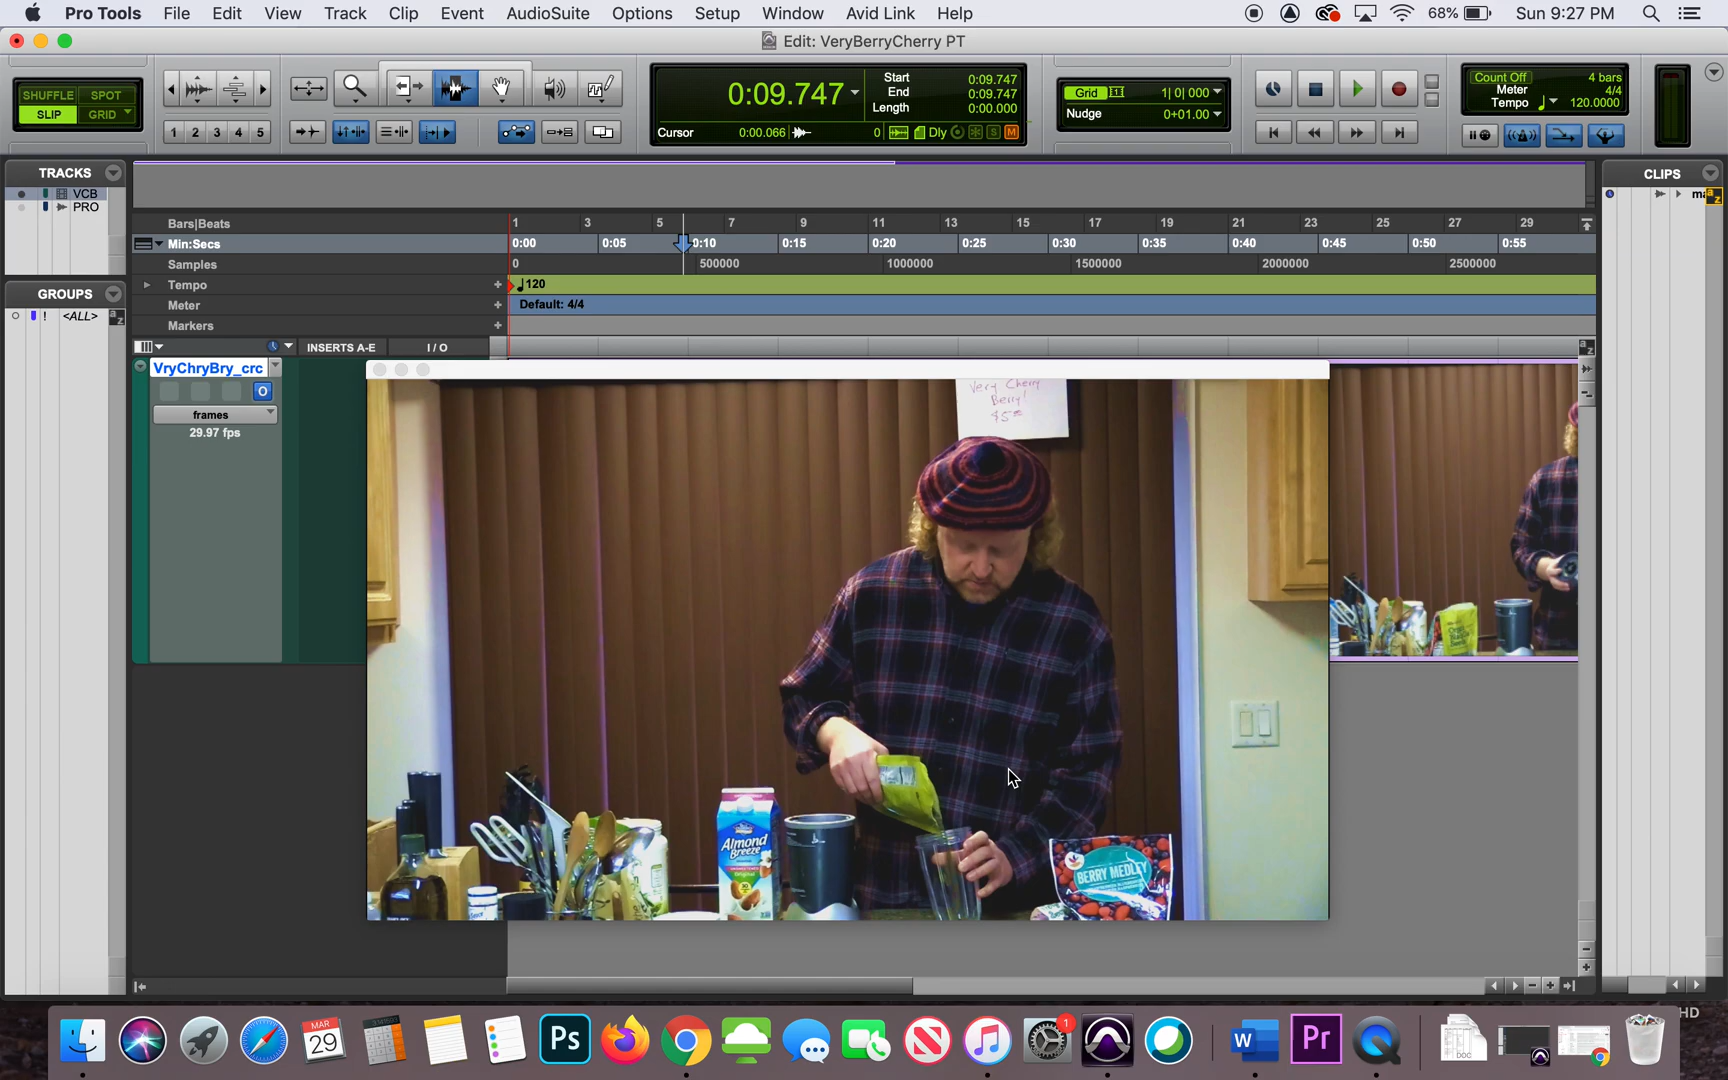 Pro Tools File Edit View Track Clip Event AudioSuite Options Setup Window Avid Link Help 68% Sun 9:27 PM
Edit: VeryBerryCherry PT
SHUFFLE SPOT
SLIP GRID
1 2 3 4 5
0:09.747
Start 0:09.747
End 0:09.747
Length 0:00.000
Cursor 0:00.066 0 Dly S M
Grid 1| 0| 000
Nudge 0+01.00
Count Off 4 bars
Meter 4/4
Tempo 120.0000
TRACKS
VCB
PRO
GROUPS
! <ALL> a z
CLIPS
ma a z
Bars|Beats 1 3 5 7 9 11 13 15 17 19 21 23 25 27 29
Min:Secs 0:00 0:05 0:10 0:15 0:20 0:25 0:30 0:35 0:40 0:45 0:50 0:55
Samples 0 500000 1000000 1500000 2000000 2500000
Tempo 120
Meter Default: 4/4
Markers
INSERTS A-E I / O
VryChryBry_crc
O
frames
29.97 fps
Very Cherry
Berry!
Almond
Breeze
Original
BERRY MEDLEY
MAR
29
Ps
1
W
Pr
DOC
HD